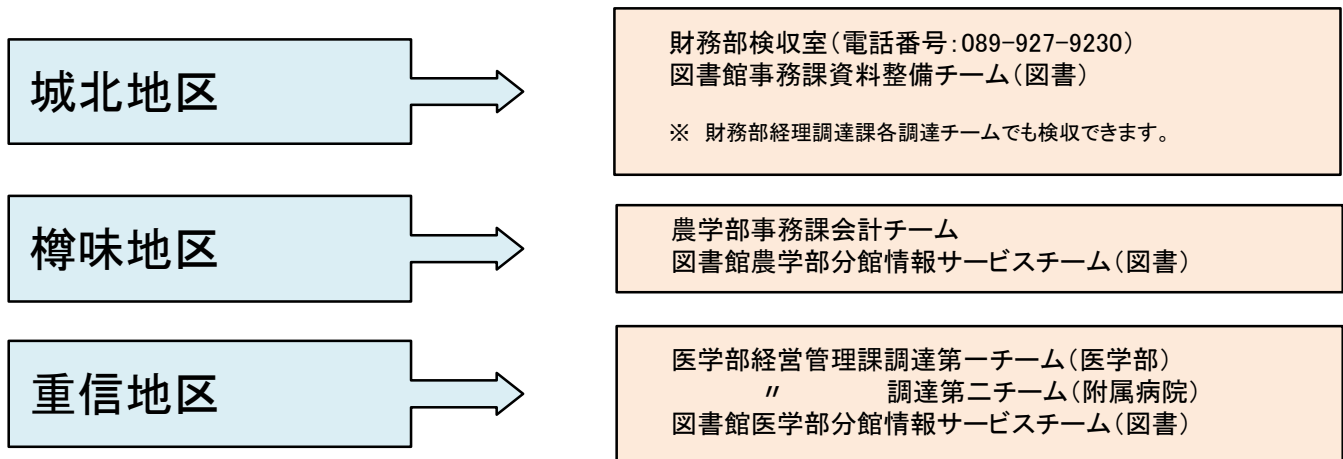 城北地区
財務部検収室（電話番号：089-927-9230）
図書館事務課資料整備チーム（図書）
※ 財務部経理調達課各調達チームでも検収できます。
樽味地区
農学部事務課会計チーム
図書館農学部分館情報サービスチーム（図書）
重信地区
医学部経営管理課調達第一チーム（医学部）
〃 調達第二チーム（附属病院）
図書館医学部分館情報サービスチーム（図書）